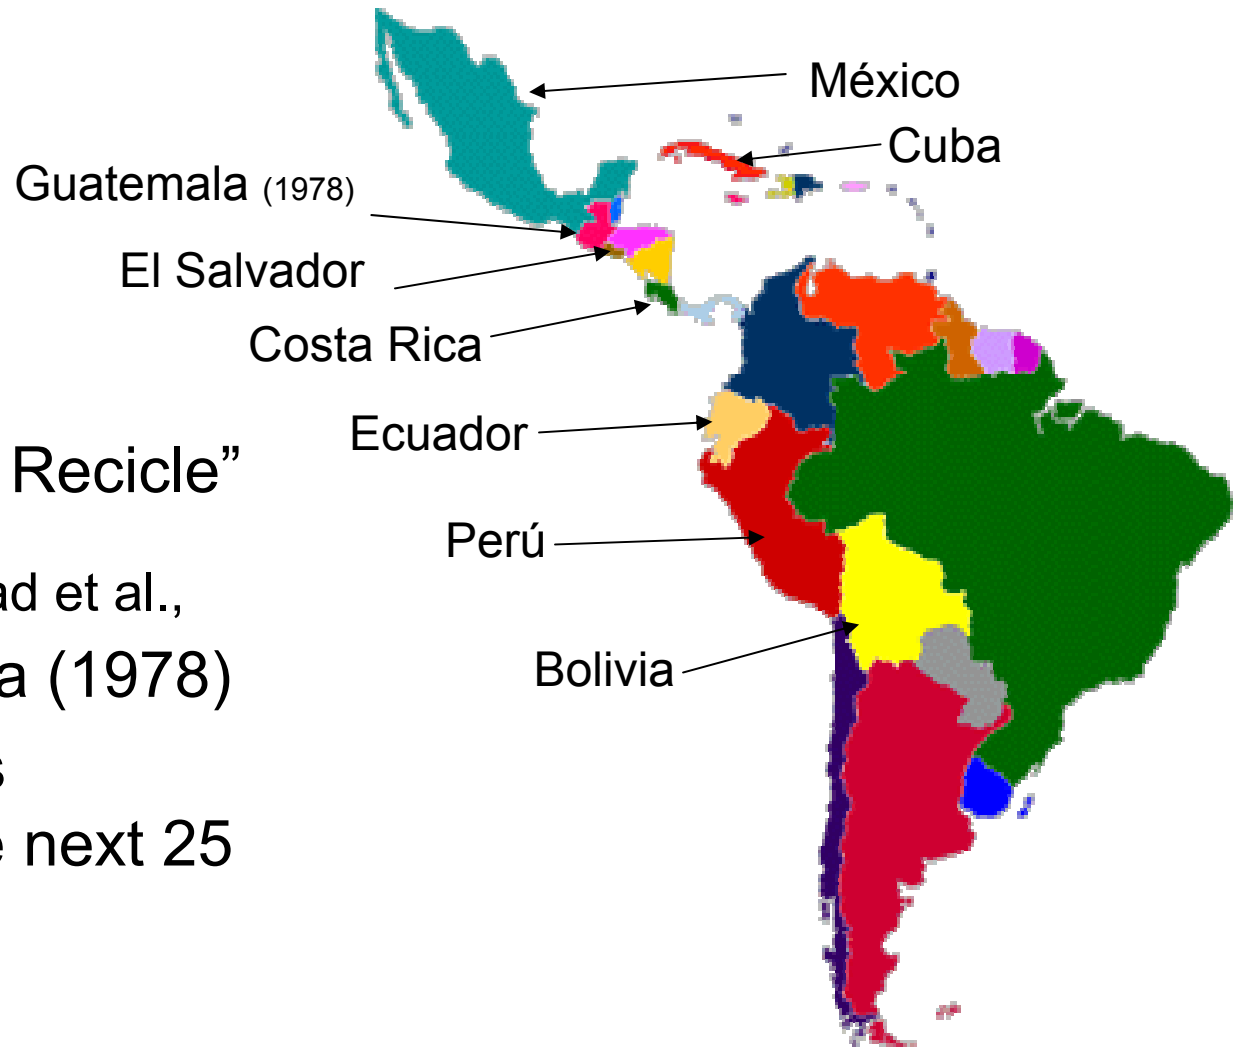 México
Cuba
Guatemala (1978)
El Salvador
Costa Rica
Ecuador
Recicle”
Perú
ad et al.,
a (1978)
Bolivia
s
e next 25